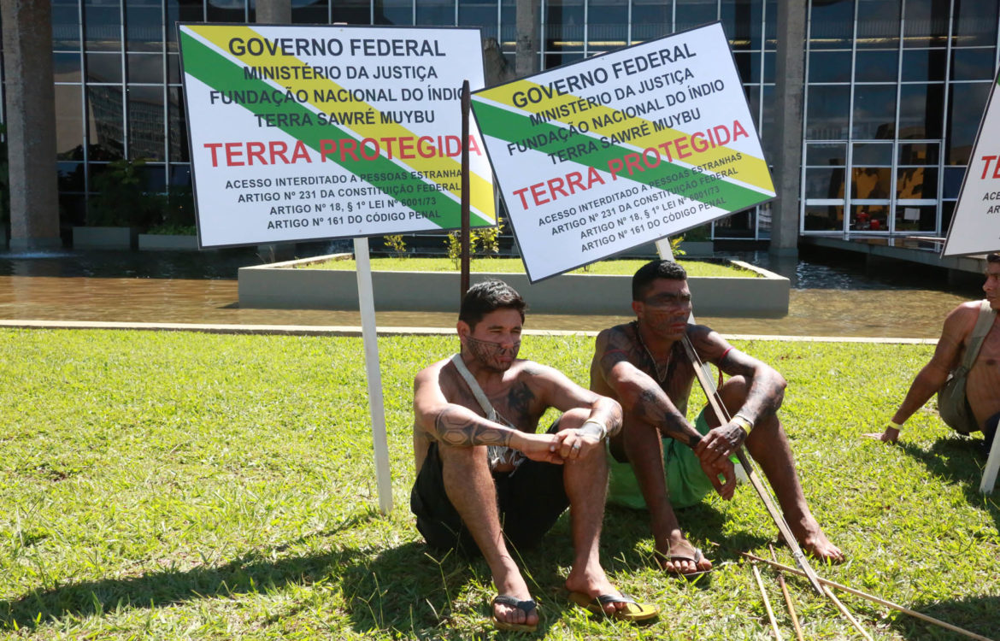 GOVERNO FEDERAL
MINISTÉRIO DA JUSTIÇA
FUNDAÇÃO NACIONAL DO ÍNDIO
TERRA SAWRÉ MUYBU
TERRA PROTEGIDA
ACESSO INTERDITADO A PESSOAS ESTRANHAS
ARTIGO Nº 231 DA CONSTITUIÇÃO FEDERAL
ARTIGO Nº 18, § 1º LEI Nº 6001/73
ARTIGO Nº 161 DO CÓDIGO PENAL
GOVERNO FEDERAL
MINISTÉRIO DA JUSTIÇA
FUNDAÇÃO NACIONAL DO ÍNDIO
TERRA SAWRÉ MUYBU
TERRA PROTEGIDA
ACESSO INTERDITADO A PESSOAS ESTRANHAS
ARTIGO Nº 231 DA CONSTITUIÇÃO FEDERAL
ARTIGO Nº 18, § 1º LEI Nº 6001/73
ARTIGO Nº 161 DO CÓDIGO PENAL